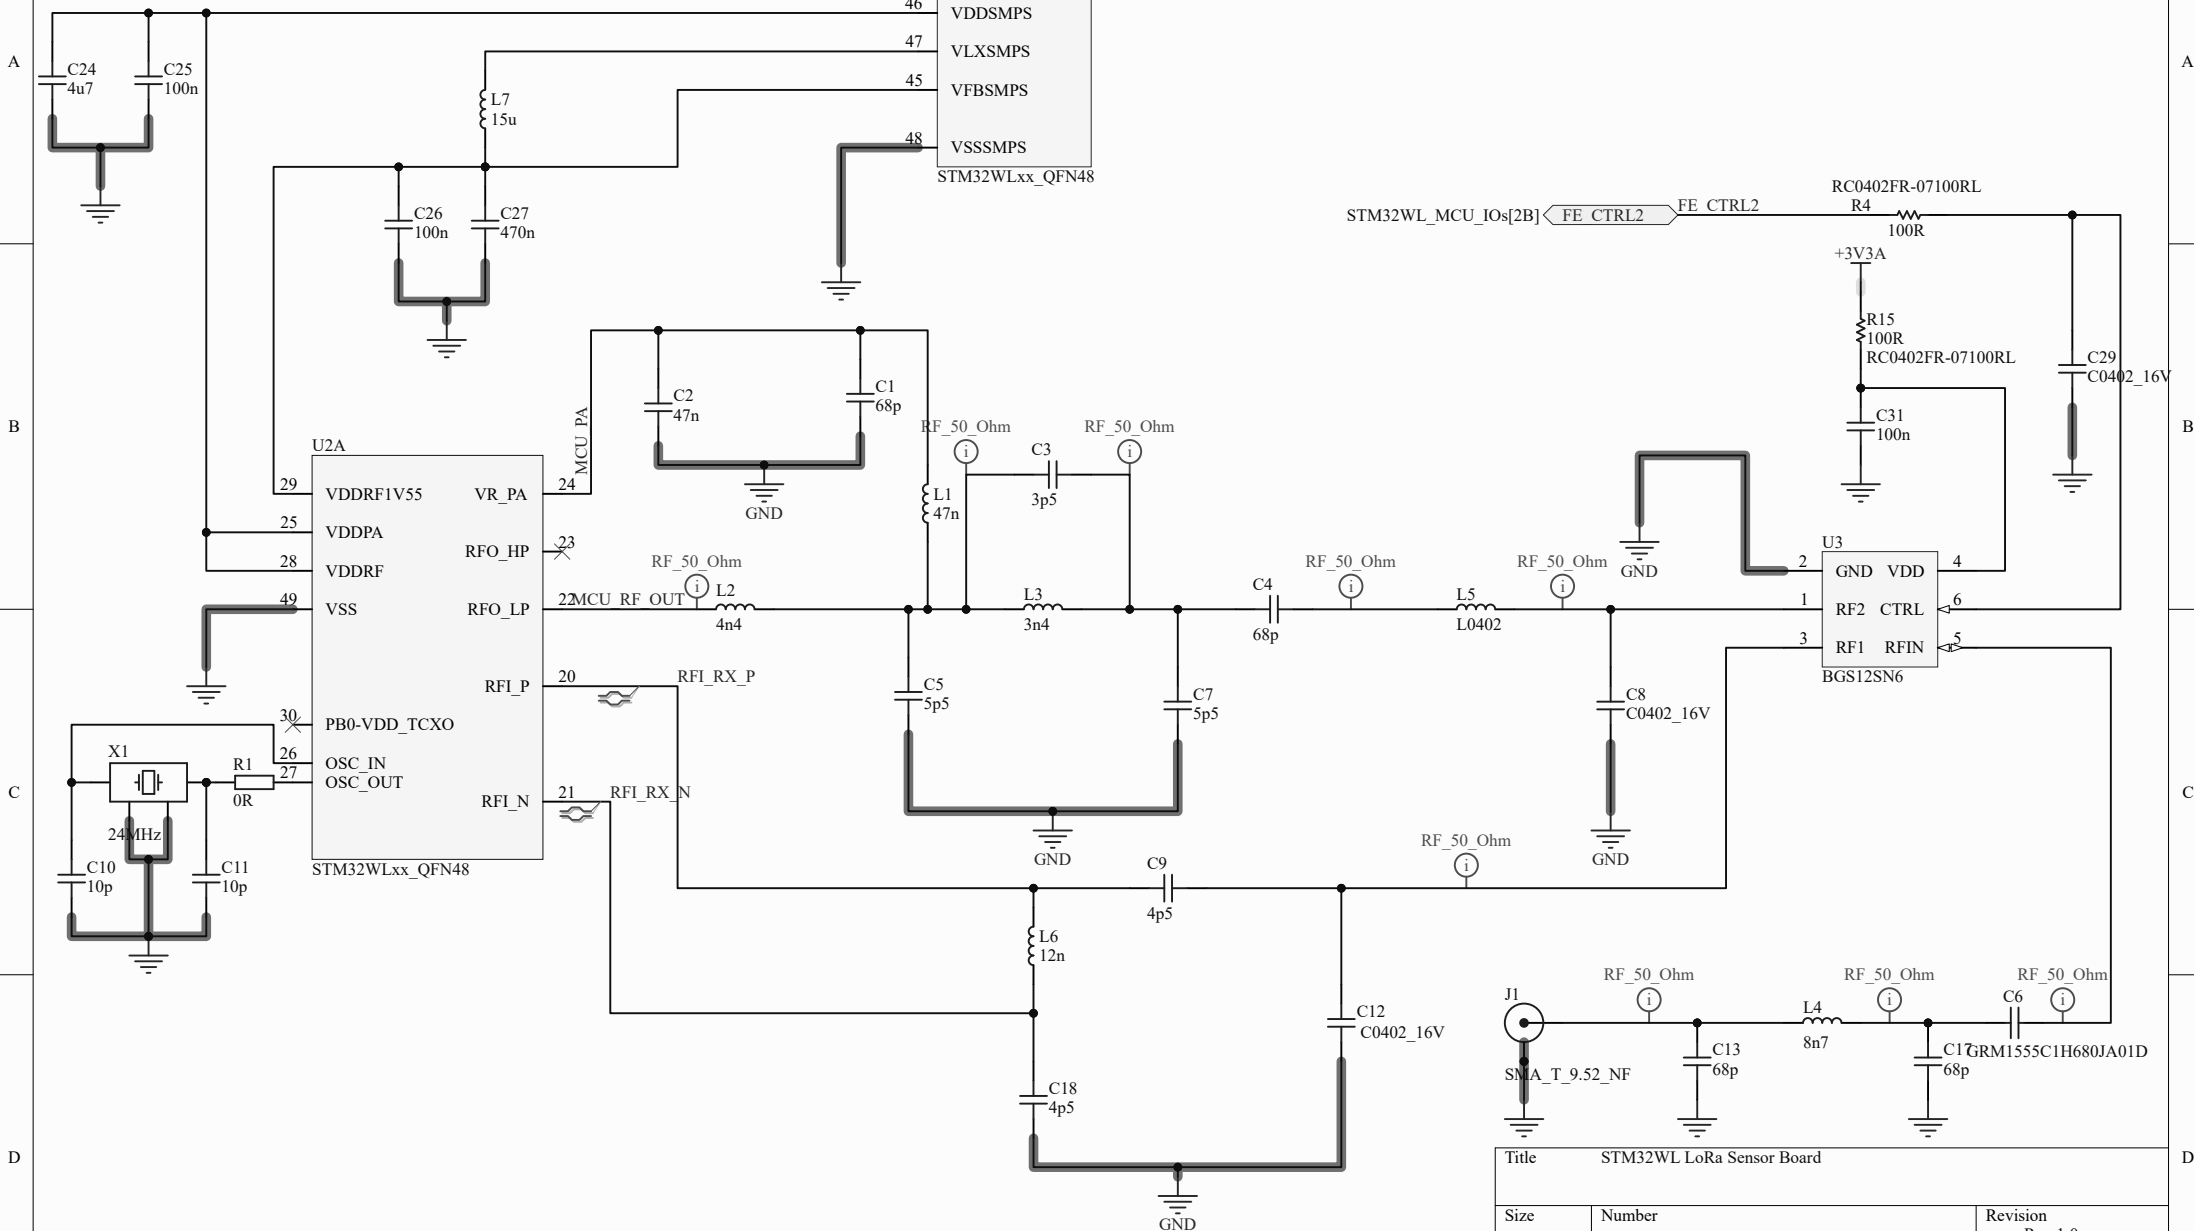 46
VDDSMPS
47
VLXSMPS
45
VFBSMPS
48
VSSSMPS
STM32WLxx_QFN48
A
A
C24
4u7
C25
100n
L7
15u
C26
100n
C27
470n
RC0402FR-07100RL
STM32WL_MCU_IOs[2B]
FE_CTRL2
FE_CTRL2
R4
100R
+3V3A
R15
100R
RC0402FR-07100RL
C29
C0402_16V
C31
100n
B
B
MCU_PA
C2
47n
C1
68p
GND
RF_50_Ohm
i
RF_50_Ohm
i
C3
3p5
L1
47n
U2A
29
VDDRF1V55
VR_PA
24
25
VDDPA
RFO_HP
23
28
VDDRF
49
VSS
RFO_LP
22
MCU_RF_OUT
RFI_P
20
RFI_RX_P
30
PB0-VDD_TCXO
26
OSC_IN
27
OSC_OUT
RFI_N
21
RFI_RX_N
STM32WLxx_QFN48
RF_50_Ohm
i
L2
4n4
L3
3n4
C4
68p
RF_50_Ohm
i
L5
L0402
RF_50_Ohm
i
GND
U3
2
GND
VDD
4
1
RF2
CTRL
6
3
RF1
RFIN
5
BGS12SN6
C5
5p5
C7
5p5
GND
C8
C0402_16V
GND
C
C
X1
24MHz
R1
0R
C10
10p
C11
10p
C9
4p5
RF_50_Ohm
i
L6
12n
C12
C0402_16V
C18
4p5
GND
J1
SMA_T_9.52_NF
RF_50_Ohm
i
C13
68p
L4
8n7
RF_50_Ohm
i
C17
68p
C6
GRM1555C1H680JA01D
RF_50_Ohm
i
D
D
Title
STM32WL LoRa Sensor Board
Size
Number
Revision